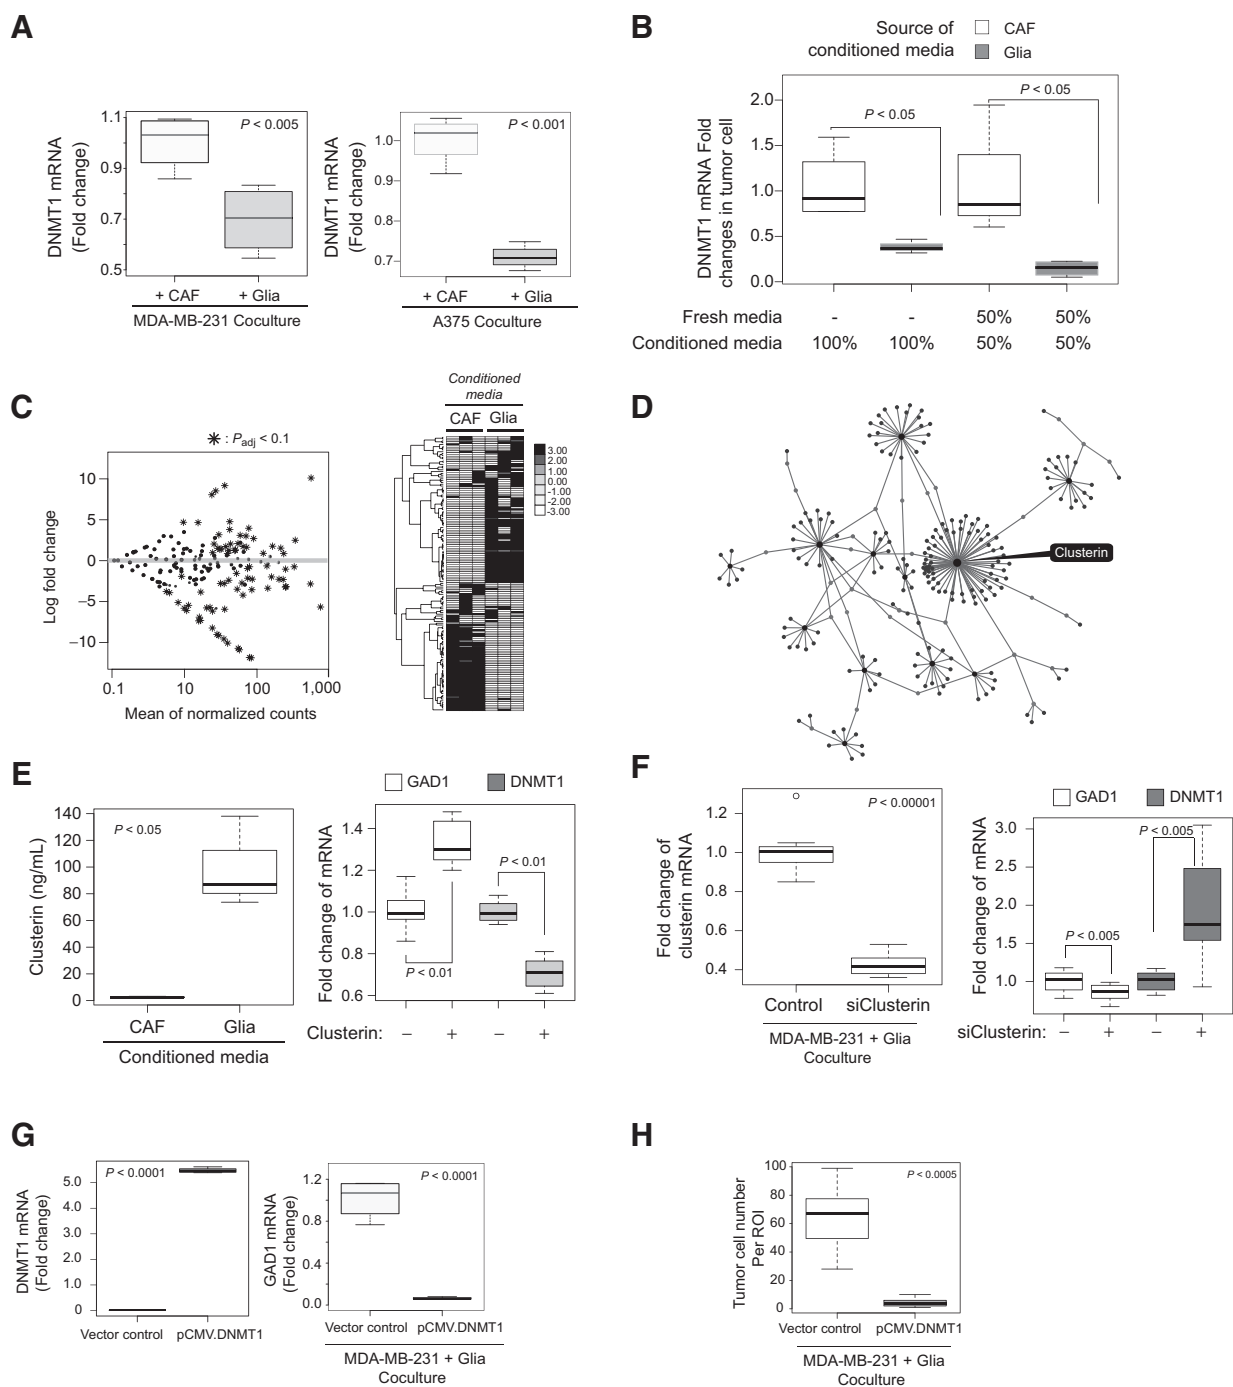 A
DNMT1 mRNA
(Fold change)
1.1
0.9
0.7
0.5
P < 0.005
+ CAF
+ Glia
MDA-MB-231 Coculture
DNMT1 mRNA
(Fold change)
1.0
0.9
0.8
0.7
P < 0.001
+ CAF
+ Glia
A375 Coculture
B
Source of
conditioned media
CAF
Glia
DNMT1 mRNA Fold
changes in tumor cell
2.0
1.5
1.0
0.5
0.0
P < 0.05
P < 0.05
Fresh media - - 50% 50%
Conditioned media 100% 100% 50% 50%
C
✳ : Padj < 0.1
Log fold change
10
5
0
−5
−10
0.1 10 100 1,000
Mean of normalized counts
Conditioned
media
CAF Glia
3.00
2.00
1.00
0.00
-1.00
-2.00
-3.00
D
Clusterin
E
Clusterin (ng/mL)
140
120
100
80
60
40
20
0
P < 0.05
CAF
Glia
Conditioned media
GAD1
DNMT1
Fold change of mRNA
1.4
1.2
1.0
0.8
0.6
P < 0.01
P < 0.01
Clusterin: − + − +
F
Fold change of
clusterin mRNA
1.2
1.0
0.8
0.6
0.4
P < 0.00001
Control
siClusterin
MDA-MB-231 + Glia
Coculture
GAD1
DNMT1
Fold change of mRNA
3.0
2.5
2.0
1.5
1.0
P < 0.005
P < 0.005
siClusterin: − + − +
G
DNMT1 mRNA
(Fold change)
5.0
4.0
3.0
2.0
1.0
0
P < 0.0001
Vector control
pCMV.DNMT1
GAD1 mRNA
(Fold change)
1.2
0.8
0.4
0.0
P < 0.0001
Vector control
pCMV.DNMT1
MDA-MB-231 + Glia
Coculture
H
Tumor cell number
Per ROI
100
80
60
40
20
0
P < 0.0005
Vector control
pCMV.DNMT1
MDA-MB-231 + Glia
Coculture